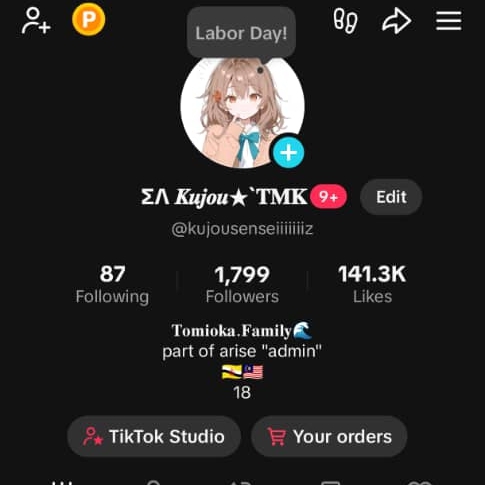 P
Labor Day!
ΣΛ 𝑲𝒖𝒋𝒐𝒖★`𝐓𝐌𝐊 9+ Edit
@kujousenseiiiiiiiz
87 1,799 141.3K
Following Followers Likes
𝐓𝐨𝐦𝐢𝐨𝐤𝐚.𝐅𝐚𝐦𝐢𝐥𝐲🌊
part of arise "admin"
🇧🇳🇲🇾
18
TikTok Studio Your orders